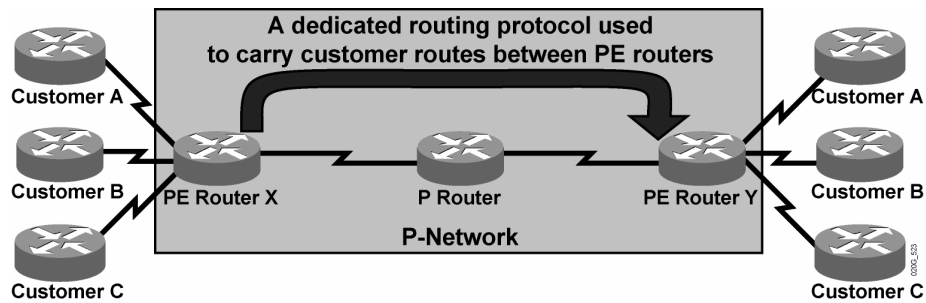 A dedicated routing protocol used
to carry customer routes between PE routers
Customer A
Customer A
Customer B
PE Router X
P Router
PE Router Y
Customer B
P-Network
Customer C
Customer C
020G_523